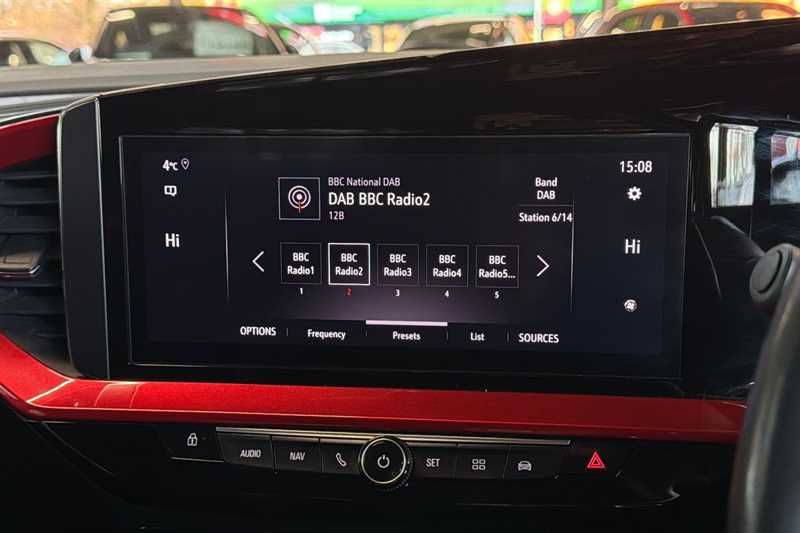 4°C
15:08
BBC National DAB
DAB BBC Radio2
12B
Band
DAB
Station 6/14
Hi
Hi
BBC
Radio1
BBC
Radio2
BBC
Radio3
BBC
Radio4
BBC
Radio5...
1
2
3
4
5
OPTIONS
Frequency
Presets
List
SOURCES
AUDIO
NAV
SET